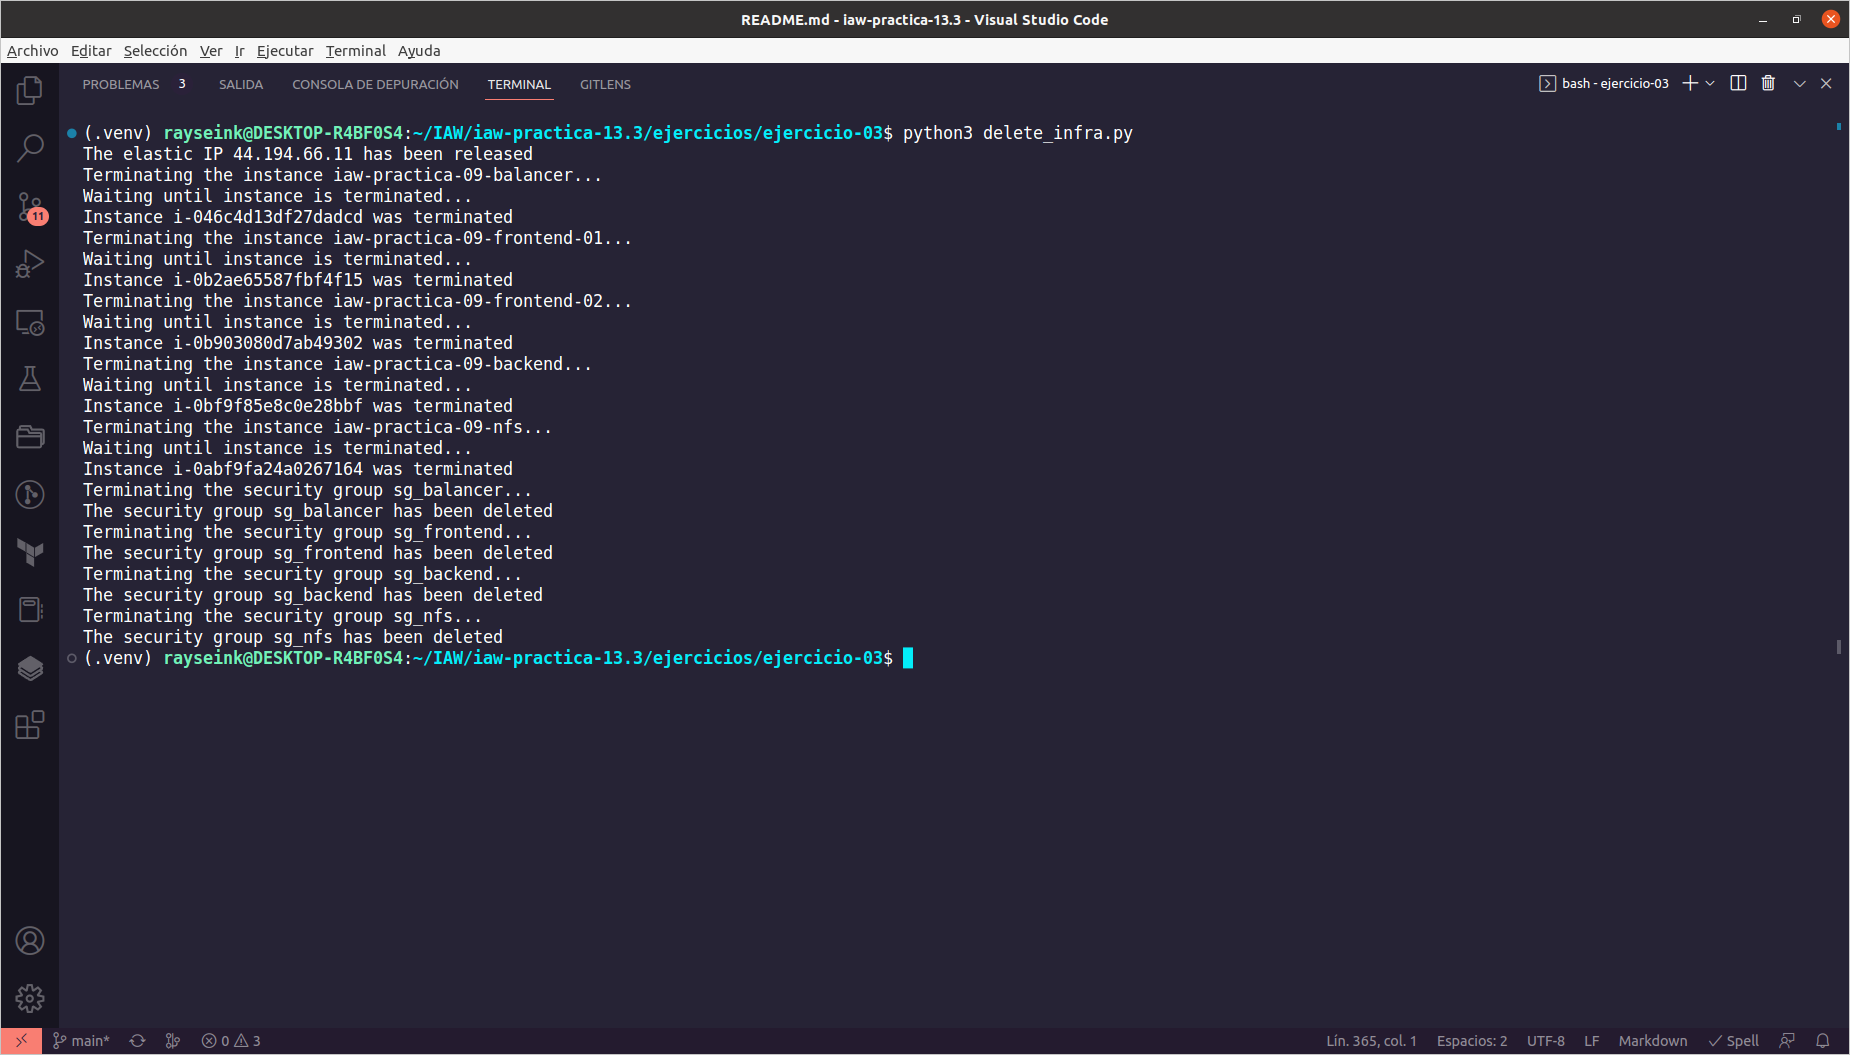 README.md - iaw-practica-13.3 - Visual Studio Code
Archivo Editar Selección Ver Ir Ejecutar Terminal Ayuda
PROBLEMAS 3 SALIDA CONSOLA DE DEPURACIÓN TERMINAL GITLENS bash - ejercicio-03
(.venv) rayseink@DESKTOP-R4BF0S4:~/IAW/iaw-practica-13.3/ejercicios/ejercicio-03$ python3 delete_infra.py
The elastic IP 44.194.66.11 has been released
Terminating the instance iaw-practica-09-balancer...
Waiting until instance is terminated...
Instance i-046c4d13df27dadcd was terminated
Terminating the instance iaw-practica-09-frontend-01...
Waiting until instance is terminated...
Instance i-0b2ae65587fbf4f15 was terminated
Terminating the instance iaw-practica-09-frontend-02...
Waiting until instance is terminated...
Instance i-0b903080d7ab49302 was terminated
Terminating the instance iaw-practica-09-backend...
Waiting until instance is terminated...
Instance i-0bf9f85e8c0e28bbf was terminated
Terminating the instance iaw-practica-09-nfs...
Waiting until instance is terminated...
Instance i-0abf9fa24a0267164 was terminated
Terminating the security group sg_balancer...
The security group sg_balancer has been deleted
Terminating the security group sg_frontend...
The security group sg_frontend has been deleted
Terminating the security group sg_backend...
The security group sg_backend has been deleted
Terminating the security group sg_nfs...
The security group sg_nfs has been deleted
(.venv) rayseink@DESKTOP-R4BF0S4:~/IAW/iaw-practica-13.3/ejercicios/ejercicio-03$
11
main* 0 3 Lín. 365, col. 1 Espacios: 2 UTF-8 LF Markdown Spell